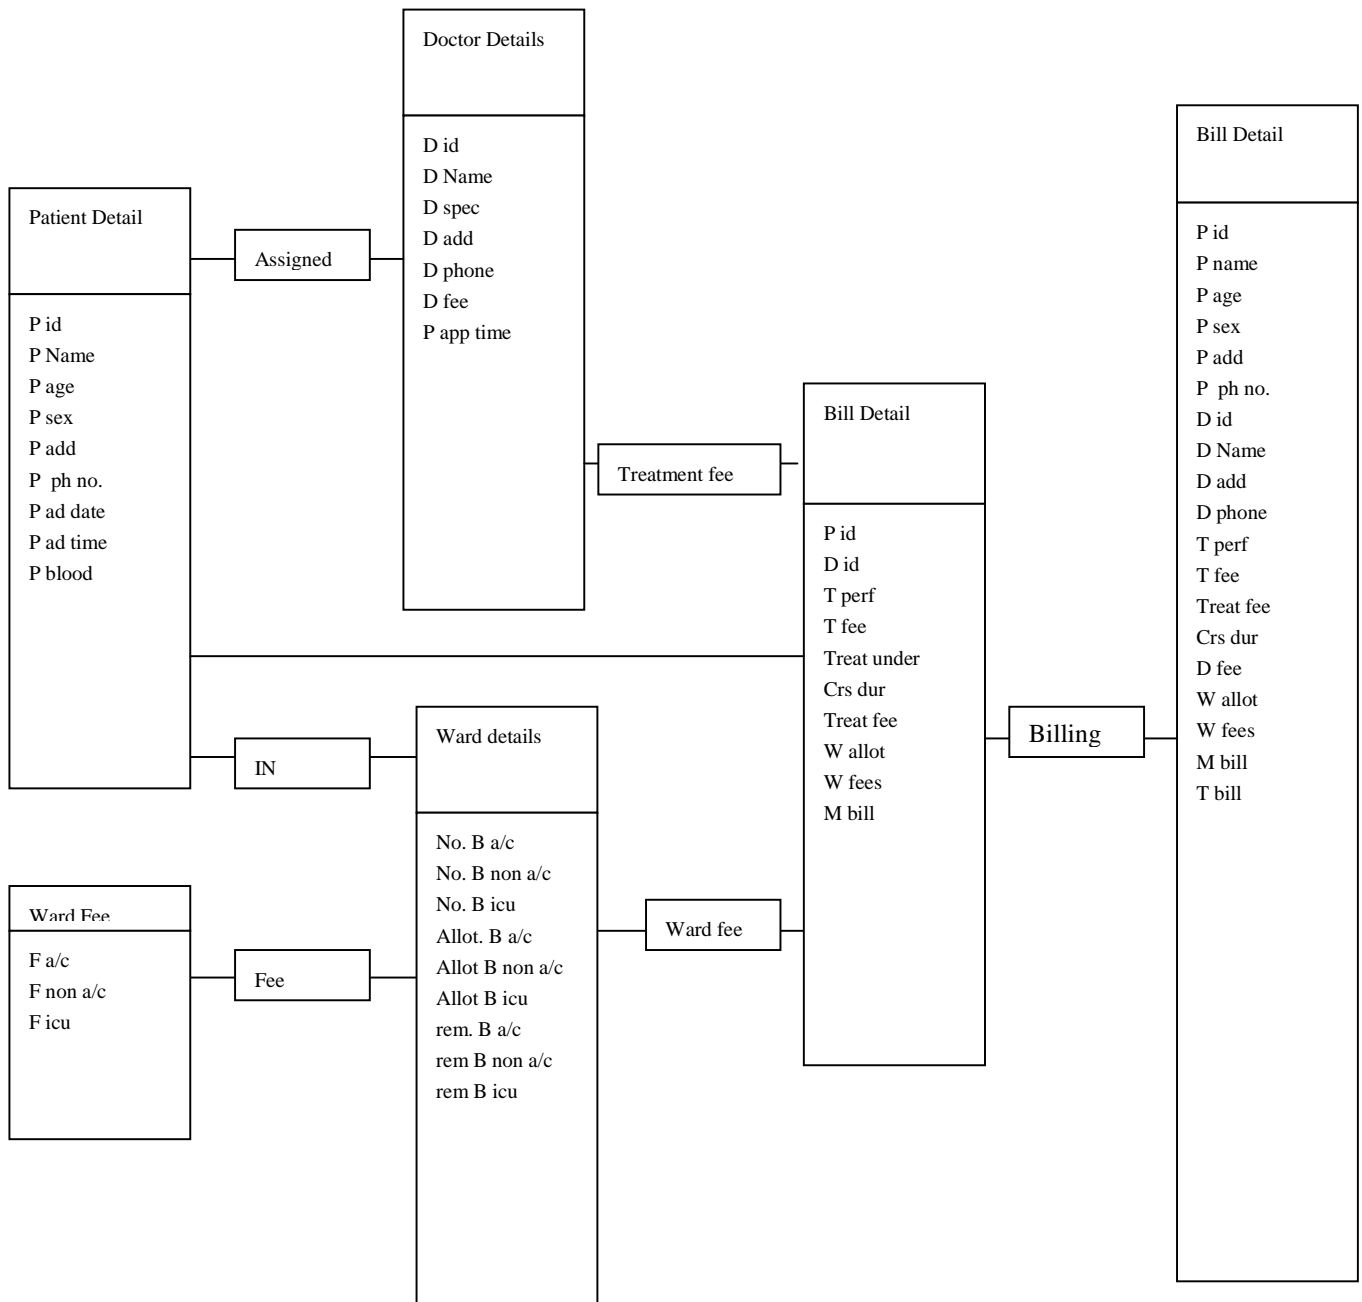 Doctor Details
D id
D Name
D spec
D add
D phone
D fee
P app time
Patient Detail
P id
P Name
P age
P sex
P add
P  ph no.
P ad date
P ad time
P blood
Assigned
Treatment fee
Bill Detail
P id
D id
T perf
T fee
Treat under
Crs dur
Treat fee
W allot
W fees
M bill
Bill Detail
P id
P name
P age
P sex
P add
P  ph no.
D id
D Name
D add
D phone
T perf
T fee
Treat fee
Crs dur
D fee
W allot
W fees
M bill
T bill
Billing
IN
Ward details
No. B a/c
No. B non a/c
No. B icu
Allot. B a/c
Allot B non a/c
Allot B icu
rem. B a/c
rem B non a/c
rem B icu
Ward fee
Ward Fee
F a/c
F non a/c
F icu
Fee